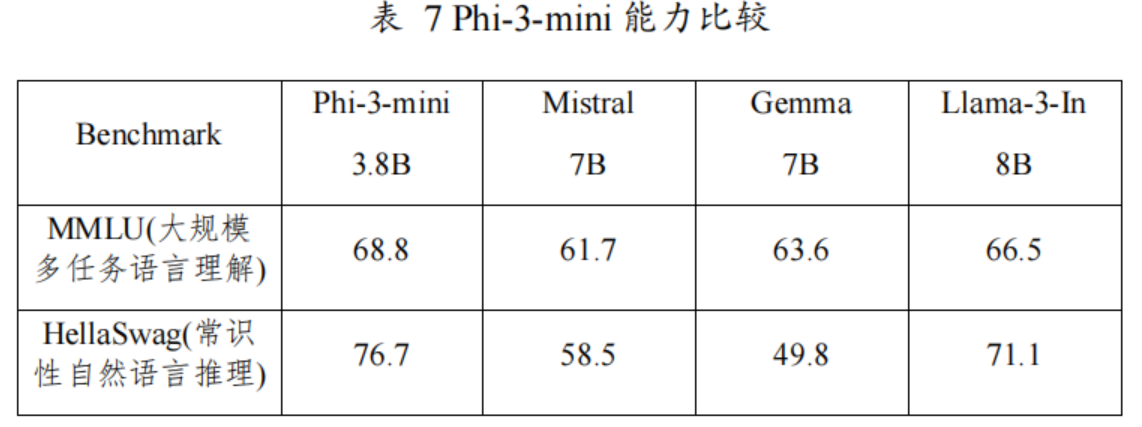 表 7 Phi-3-mini 能力比较
Benchmark Phi-3-mini 3.8B Mistral 7B Gemma 7B Llama-3-In 8B
MMLU(大规模
多任务语言理解) 68.8 61.7 63.6 66.5
HellaSwag(常识
性自然语言推理) 76.7 58.5 49.8 71.1